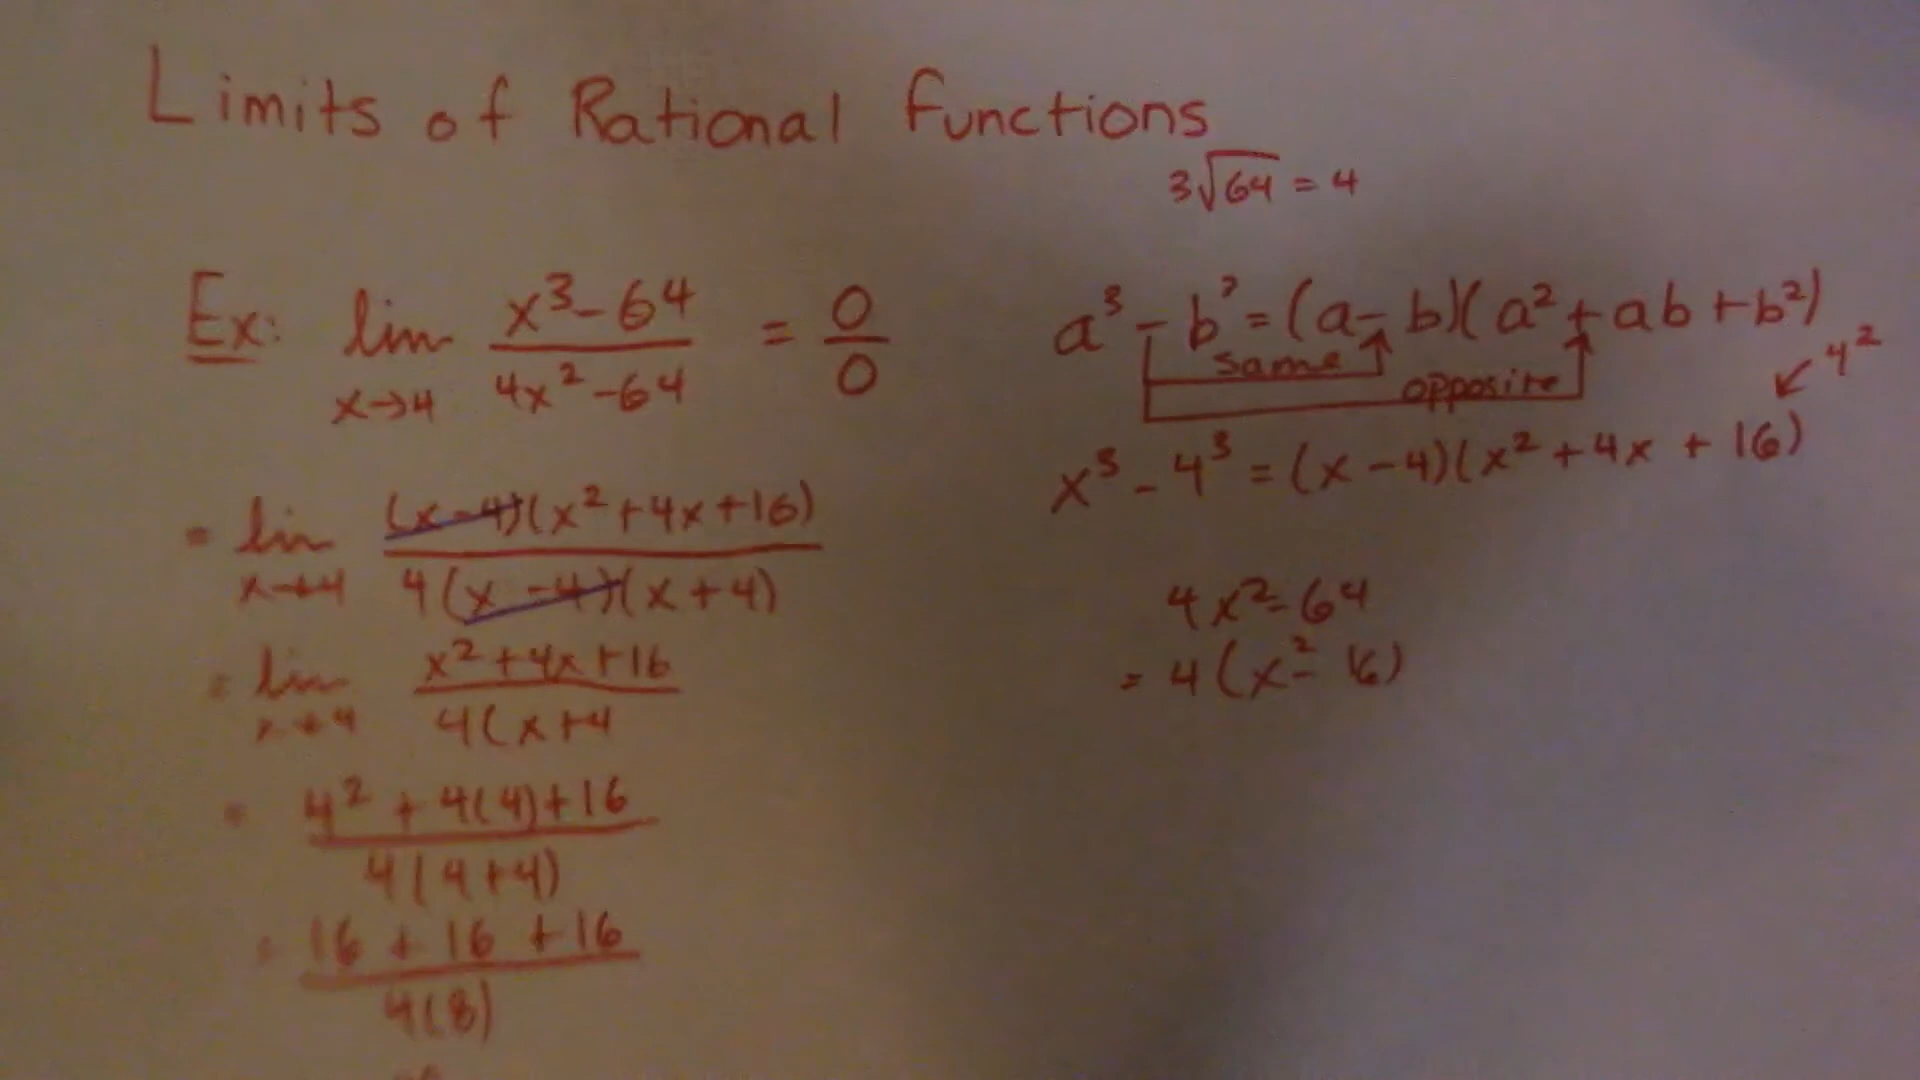 Limits of Rational Functions
3√64 = 4
Ex: lim x→4 x³-64 / 4x²-64 = 0/0
a³ - b³ = (a-b)(a² + ab + b²)
same
opposite
4²
x³ - 4³ = (x-4)(x² + 4x + 16)
= lim x→4 (x-4)(x²+4x+16) / 4(x-4)(x+4)
4x²-64
= 4(x²-16)
= lim x→4 x²+4x+16 / 4(x+4
= 4² + 4(4)+16 / 4(4+4)
= 16 + 16 + 16 / 4(8)